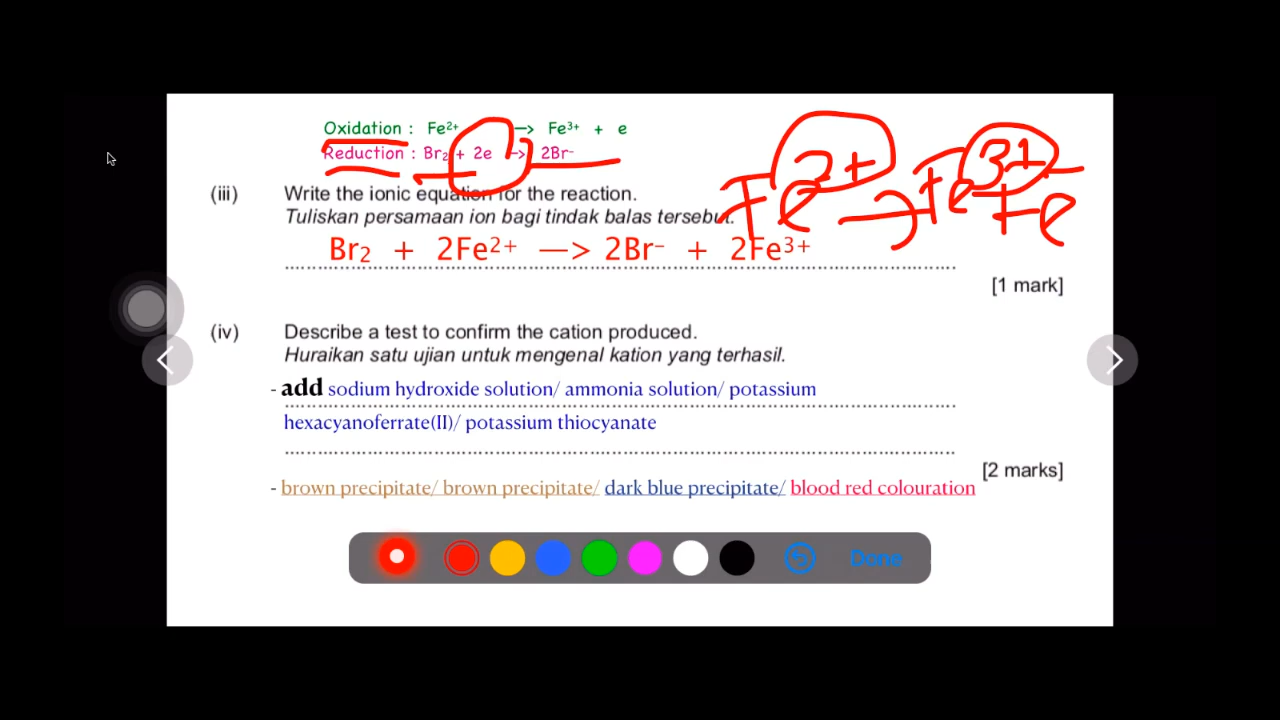 Oxidation : Fe²⁺ —> Fe³⁺ + e
Reduction : Br₂ + 2e —> 2Br⁻
Fe²⁺ → Fe³⁺ + e
(iii) Write the ionic equation for the reaction.
Tuliskan persamaan ion bagi tindak balas tersebut.
Br₂ + 2Fe²⁺ —> 2Br⁻ + 2Fe³⁺
[1 mark]
(iv) Describe a test to confirm the cation produced.
Huraikan satu ujian untuk mengenal kation yang terhasil.
- add sodium hydroxide solution/ ammonia solution/ potassium
hexacyanoferrate(II)/ potassium thiocyanate
[2 marks]
- brown precipitate/ brown precipitate/ dark blue precipitate/ blood red colouration
Done